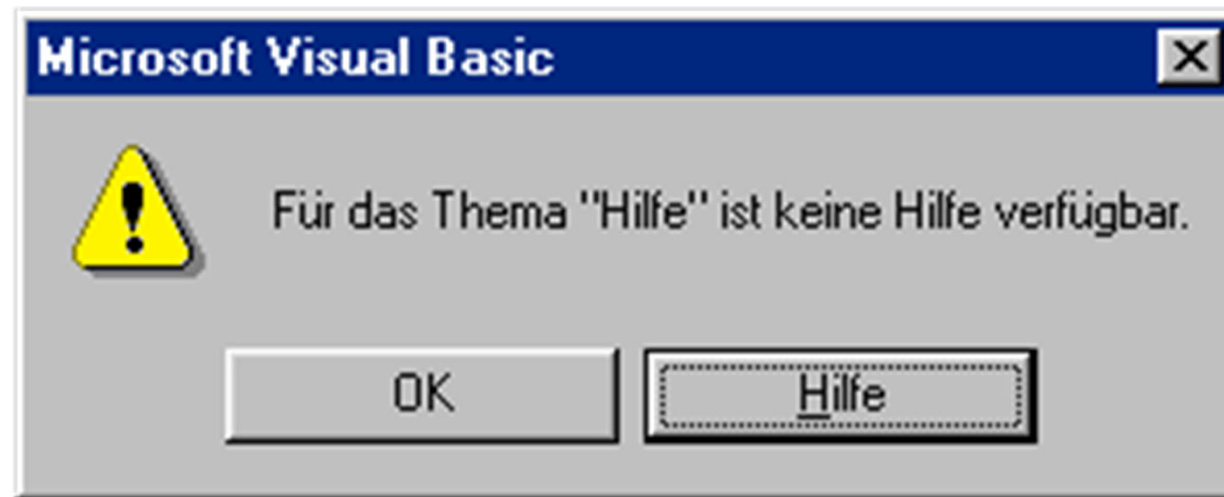 Microsoft Visual Basic
Für das Thema "Hilfe" ist keine Hilfe verfügbar.
OK
Hilfe